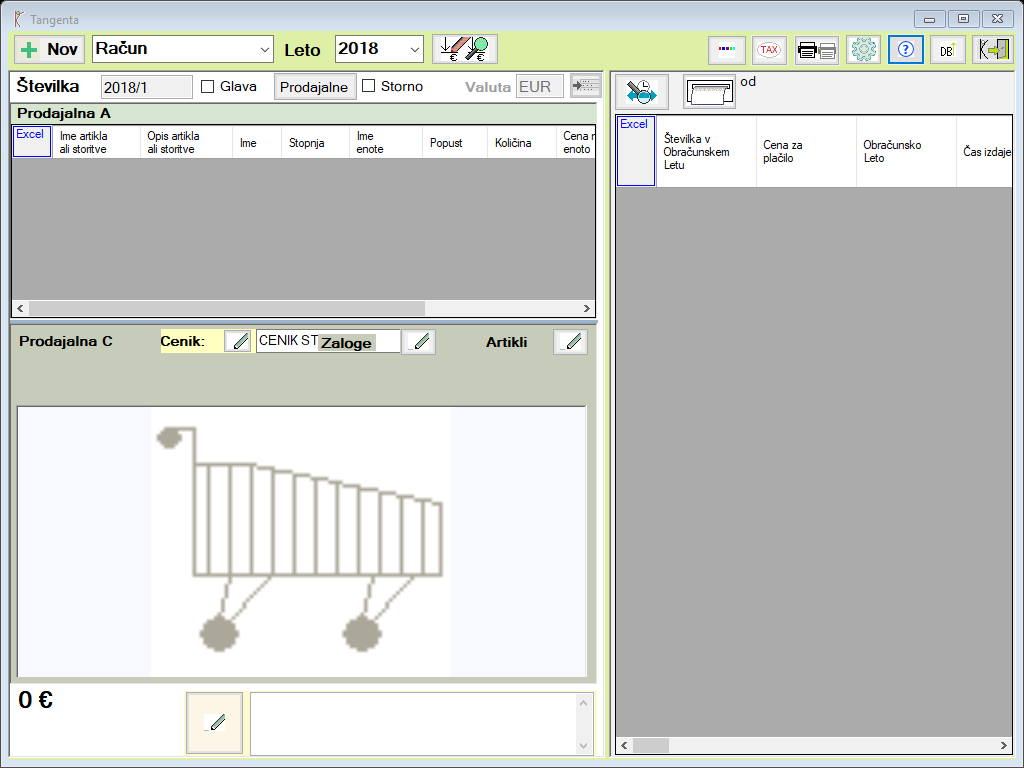 Tangenta
Nov
Račun
Leto
2018
TAX
?
DB
Številka
2018/1
Glava
Prodajalne
Storno
Valuta
EUR
od
Prodajalna A
Excel
Ime artikla
ali storitve
Opis artikla
ali storitve
Ime
Stopnja
Ime
enote
Popust
Količina
Cena n
enoto
Excel
Številka v
Obračunskem
Letu
Cena za
plačilo
Obračunsko
Leto
Čas izdaje
Prodajalna C
Cenik:
CENIK ST
Zaloge
Artikli
0 €